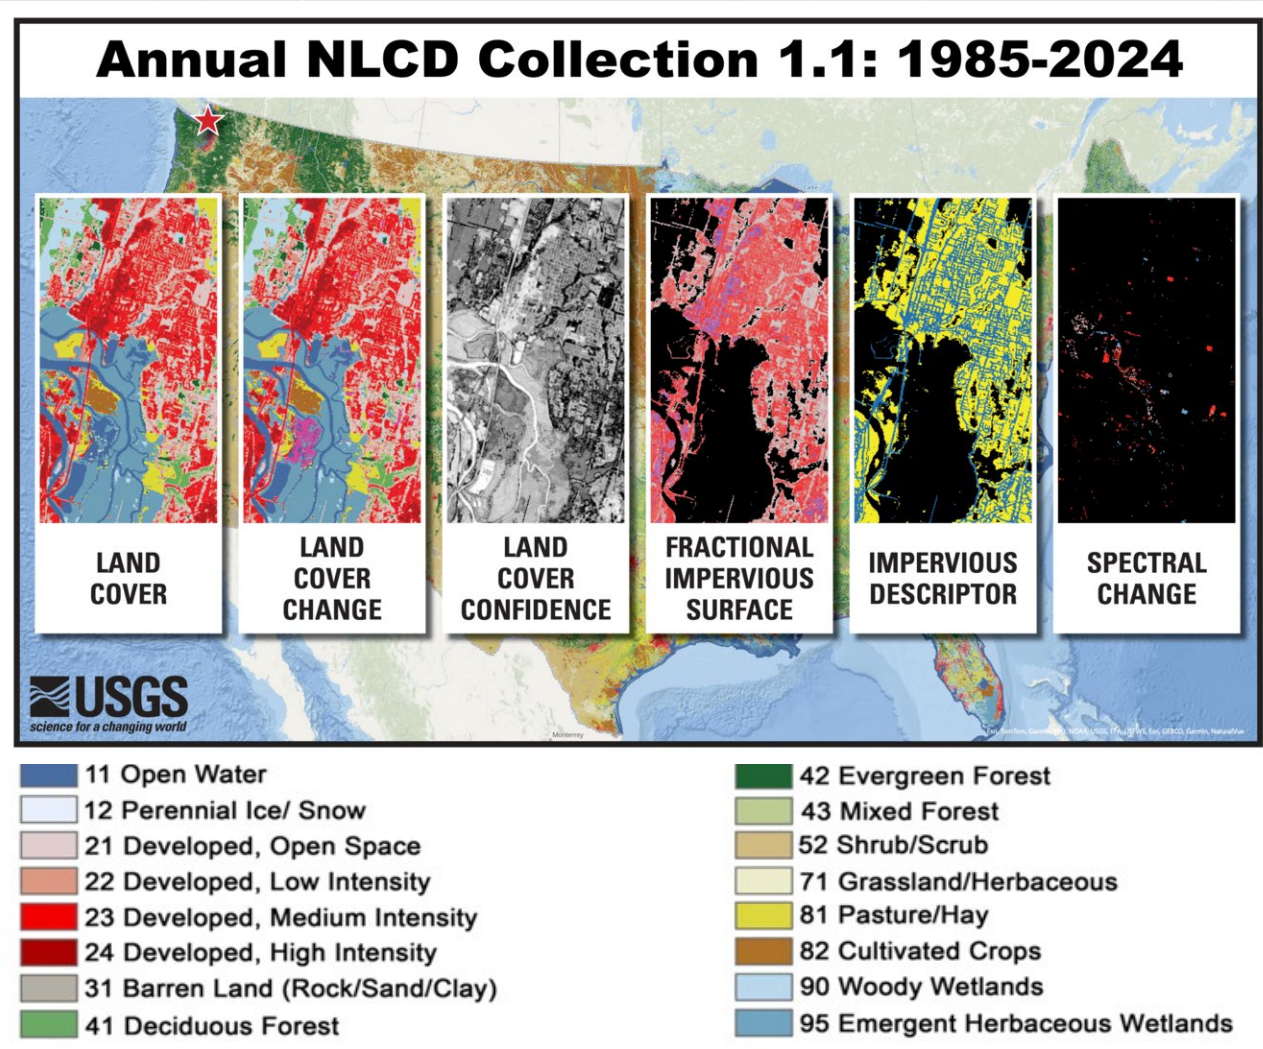 Annual NLCD Collection 1.1: 1985-2024
LAND
COVER
LAND
COVER
CHANGE
LAND
COVER
CONFIDENCE
FRACTIONAL
IMPERVIOUS
SURFACE
IMPERVIOUS
DESCRIPTOR
SPECTRAL
CHANGE
USGS
science for a changing world
Monterrey
11 Open Water
12 Perennial Ice/ Snow
21 Developed, Open Space
22 Developed, Low Intensity
23 Developed, Medium Intensity
24 Developed, High Intensity
31 Barren Land (Rock/Sand/Clay)
41 Deciduous Forest
42 Evergreen Forest
43 Mixed Forest
52 Shrub/Scrub
71 Grassland/Herbaceous
81 Pasture/Hay
82 Cultivated Crops
90 Woody Wetlands
95 Emergent Herbaceous Wetlands